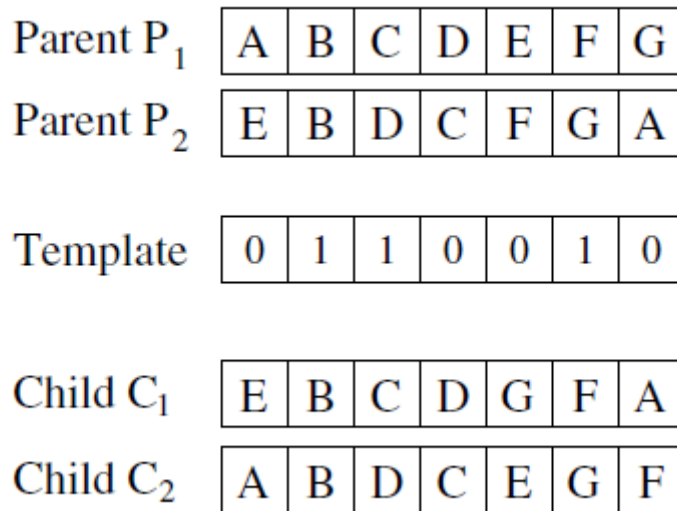 Parent P1 A B C D E F G
Parent P2 E B D C F G A
Template 0 1 1 0 0 1 0
Child C1 E B C D G F A
Child C2 A B D C E G F